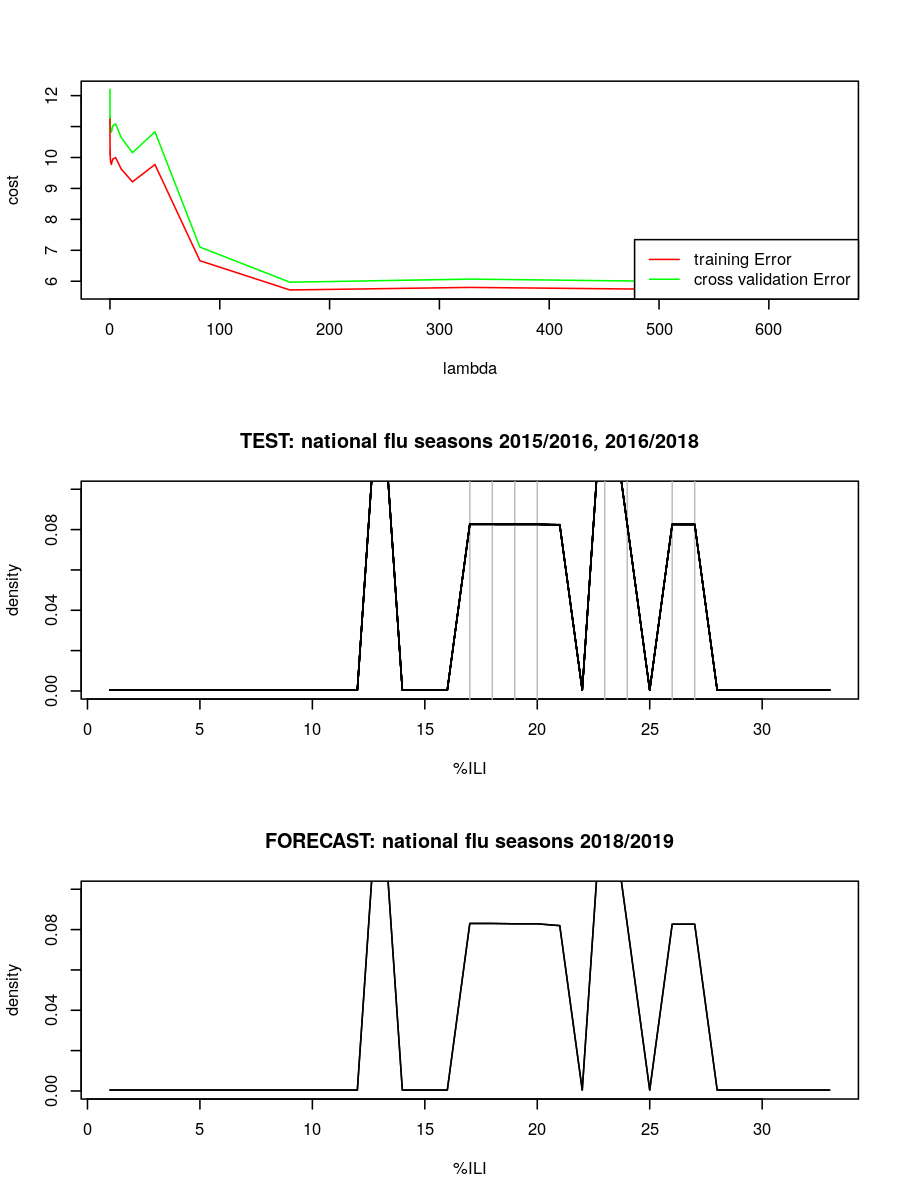 12
10
9
8
7
6
cost
training Error
cross validation Error
0 100 200 300 400 500 600
lambda
TEST: national flu seasons 2015/2016, 2016/2018
0.08
0.04
0.00
density
0 5 10 15 20 25 30
%ILI
FORECAST: national flu seasons 2018/2019
0.08
0.04
0.00
density
0 5 10 15 20 25 30
%ILI